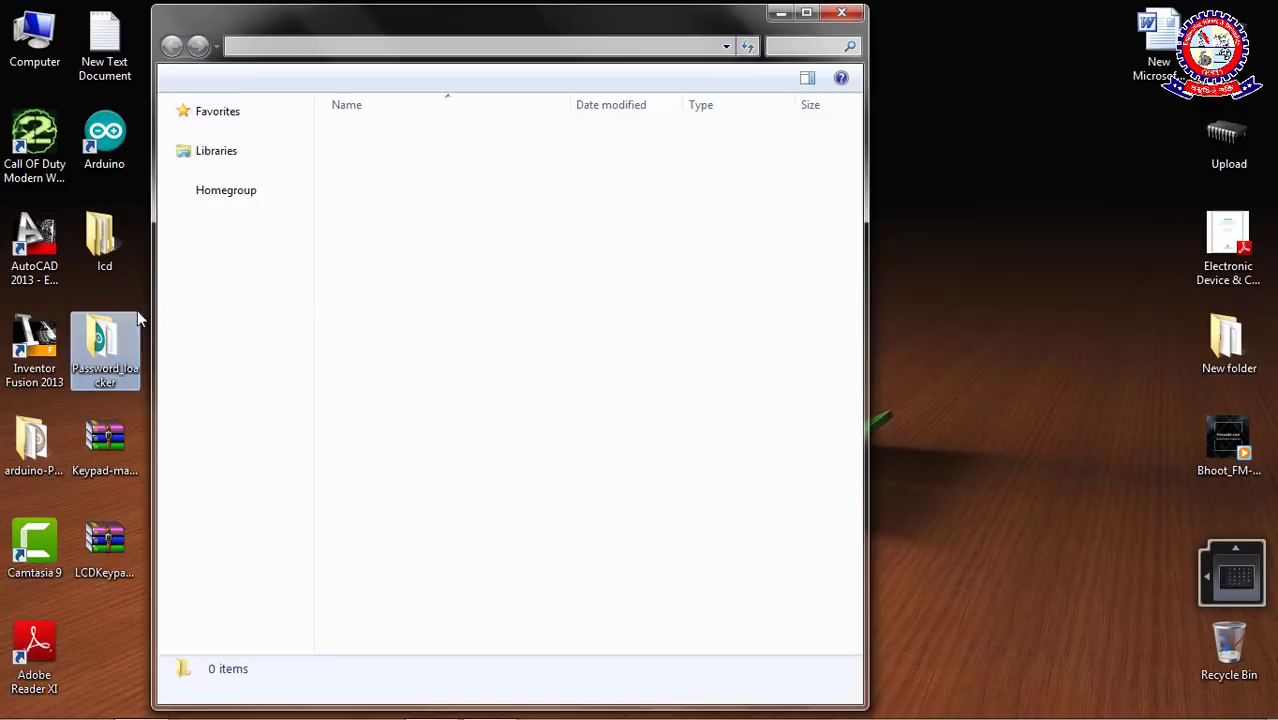 Computer
New Text
Document
Call OF Duty
Modern W...
Arduino
AutoCAD
2013 - E...
lcd
Inventor
Fusion 2013
Password_loa
cker
arduino-P...
Keypad-ma...
Camtasia 9
LCDKeypa...
Adobe
Reader XI
Name
Date modified
Type
Size
Favorites
Libraries
Homegroup
0 items
New
Microsof...
Upload
Electronic
Device & C...
New folder
Bhoot_FM-...
Recycle Bin